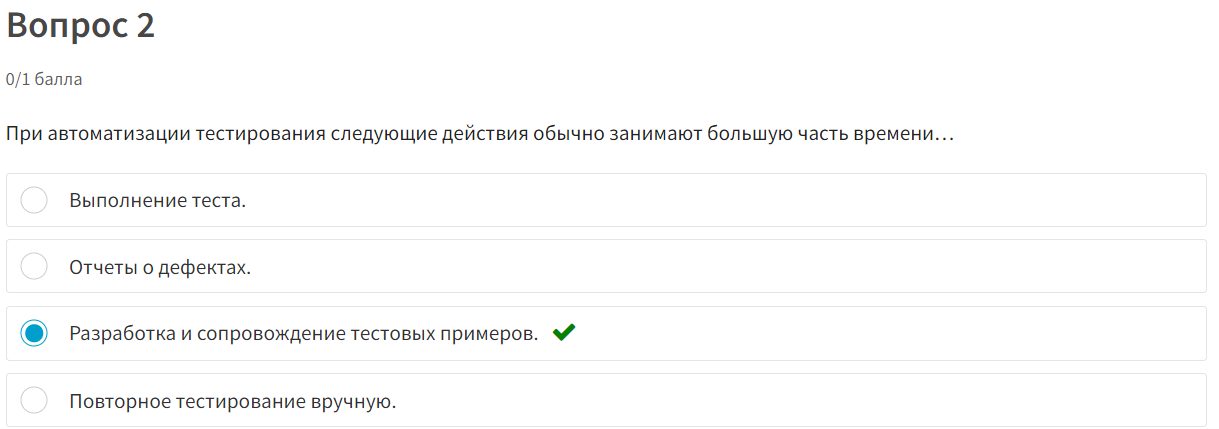 Вопрос 2
0/1 балла
При автоматизации тестирования следующие действия обычно занимают большую часть времени…
Выполнение теста.
Отчеты о дефектах.
Разработка и сопровождение тестовых примеров.
Повторное тестирование вручную.